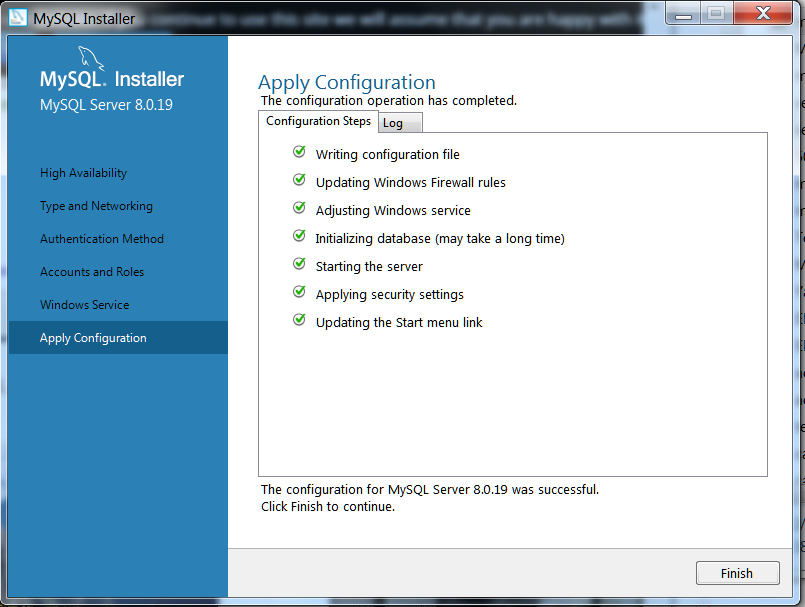 MySQL Installer
MySQL. Installer
MySQL Server 8.0.19
High Availability
Type and Networking
Authentication Method
Accounts and Roles
Windows Service
Apply Configuration
Apply Configuration
The configuration operation has completed.
Configuration Steps
Log
Writing configuration file
Updating Windows Firewall rules
Adjusting Windows service
Initializing database (may take a long time)
Starting the server
Applying security settings
Updating the Start menu link
The configuration for MySQL Server 8.0.19 was successful.
Click Finish to continue.
Finish